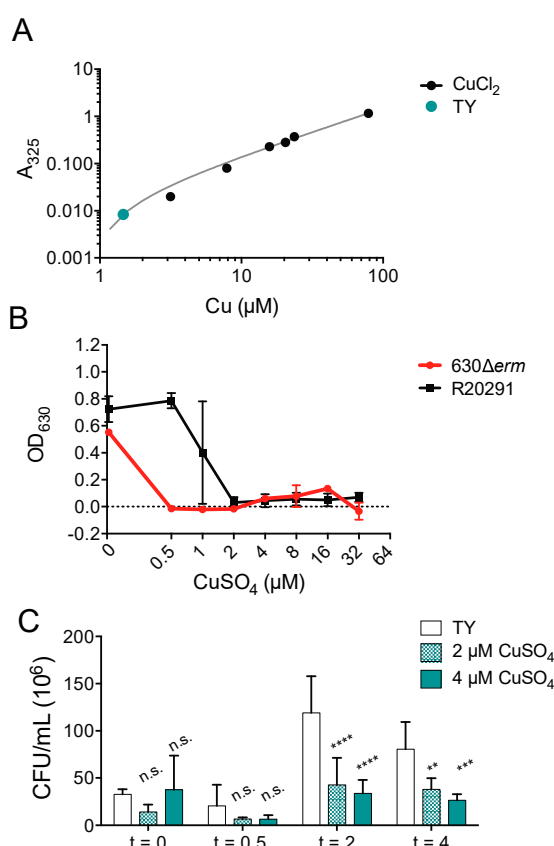 A
10
1
0.100
0.010
0.001
A325
1
10
100
Cu (µM)
CuCl2
TY
B
1.2
1.0
0.8
0.6
0.4
0.2
0.0
-0.2
OD630
0
0.5
1
2
4
8
16
32
64
CuSO4 (µM)
630Δerm
R20291
C
200
150
100
50
0
CFU/mL (10^6)
TY
2 µM CuSO4
4 µM CuSO4
n.s.
n.s.
n.s.
n.s.
****
****
**
***
t = 0
t = 0.5
t = 2
t = 4